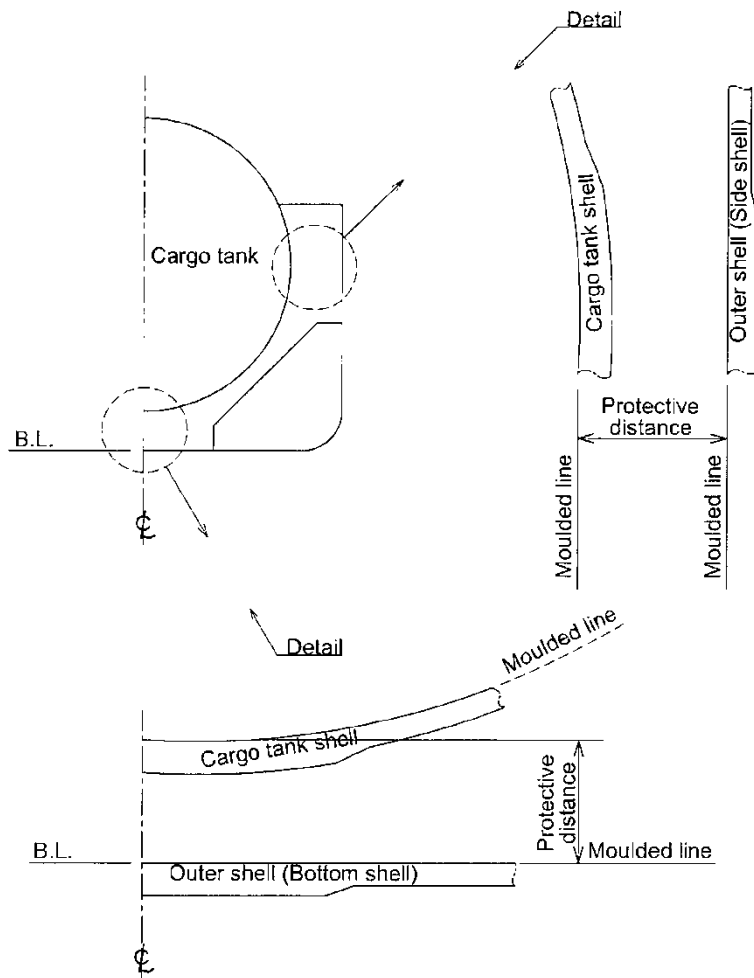 Detail
Cargo tank
Cargo tank shell
Outer shell (Side shell)
Protective
distance
B.L.
Moulded line
Moulded line
℄
Detail
Moulded line
Cargo tank shell
Protective
distance
B.L.
Moulded line
Outer shell (Bottom shell)
℄